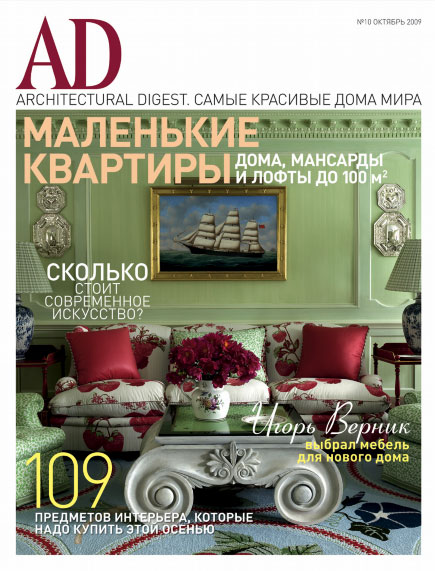 №10 ОКТЯБРЬ 2009
AD
ARCHITECTURAL DIGEST. САМЫЕ КРАСИВЫЕ ДОМА МИРА
МАЛЕНЬКИЕ
КВАРТИРЫ
ДОМА, МАНСАРДЫ
И ЛОФТЫ ДО 100 М²
СКОЛЬКО
СТОИТ
СОВРЕМЕННОЕ
ИСКУССТВО?
Игорь Верник
выбрал мебель
для нового дома
109
ПРЕДМЕТОВ ИНТЕРЬЕРА, КОТОРЫЕ
НАДО КУПИТЬ ЭТОЙ ОСЕНЬЮ